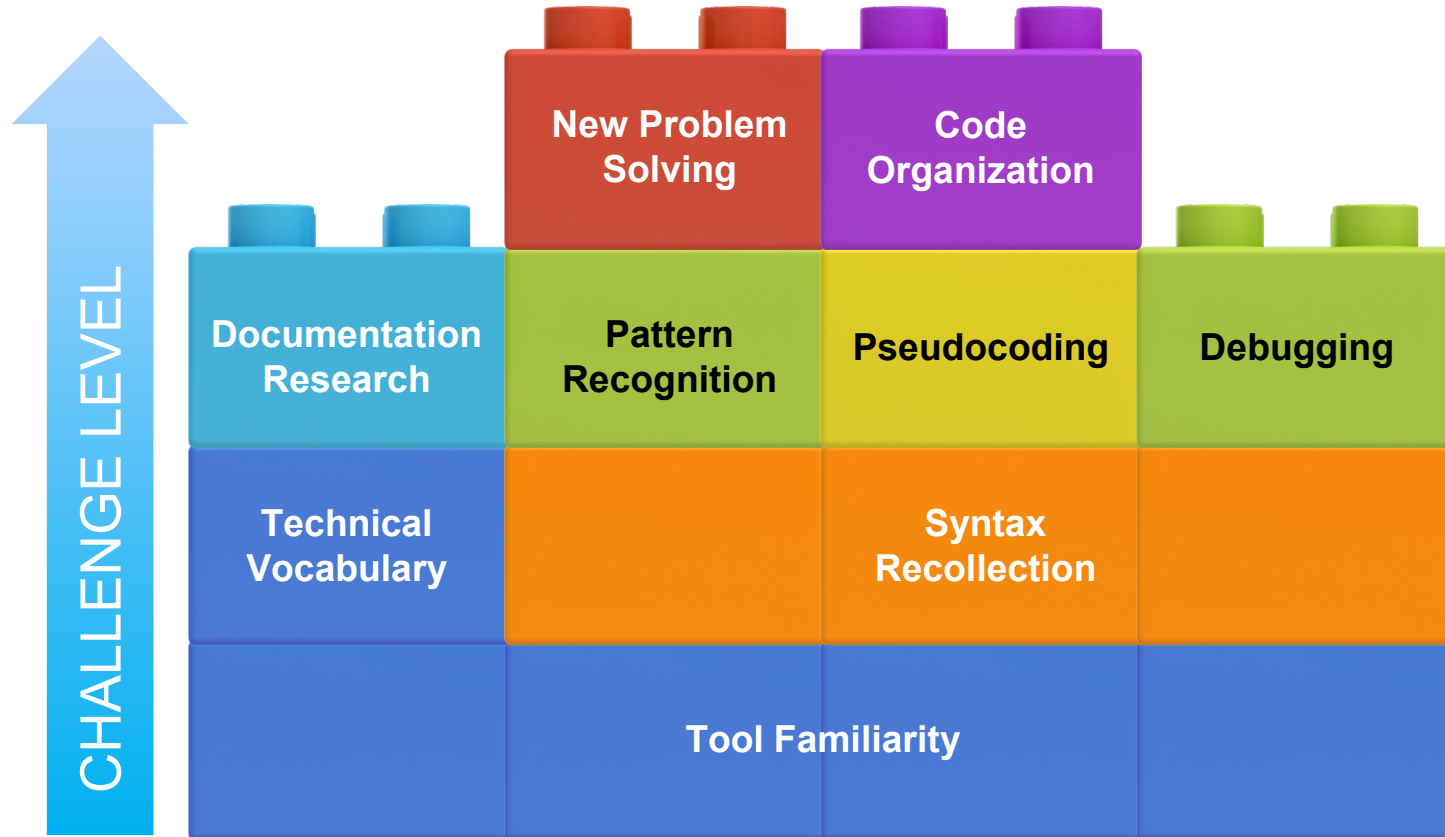 CHALLENGE LEVEL
New Problem
Solving
Code
Organization
Documentation
Research
Pattern
Recognition
Pseudocoding
Debugging
Technical
Vocabulary
Syntax
Recollection
Tool Familiarity